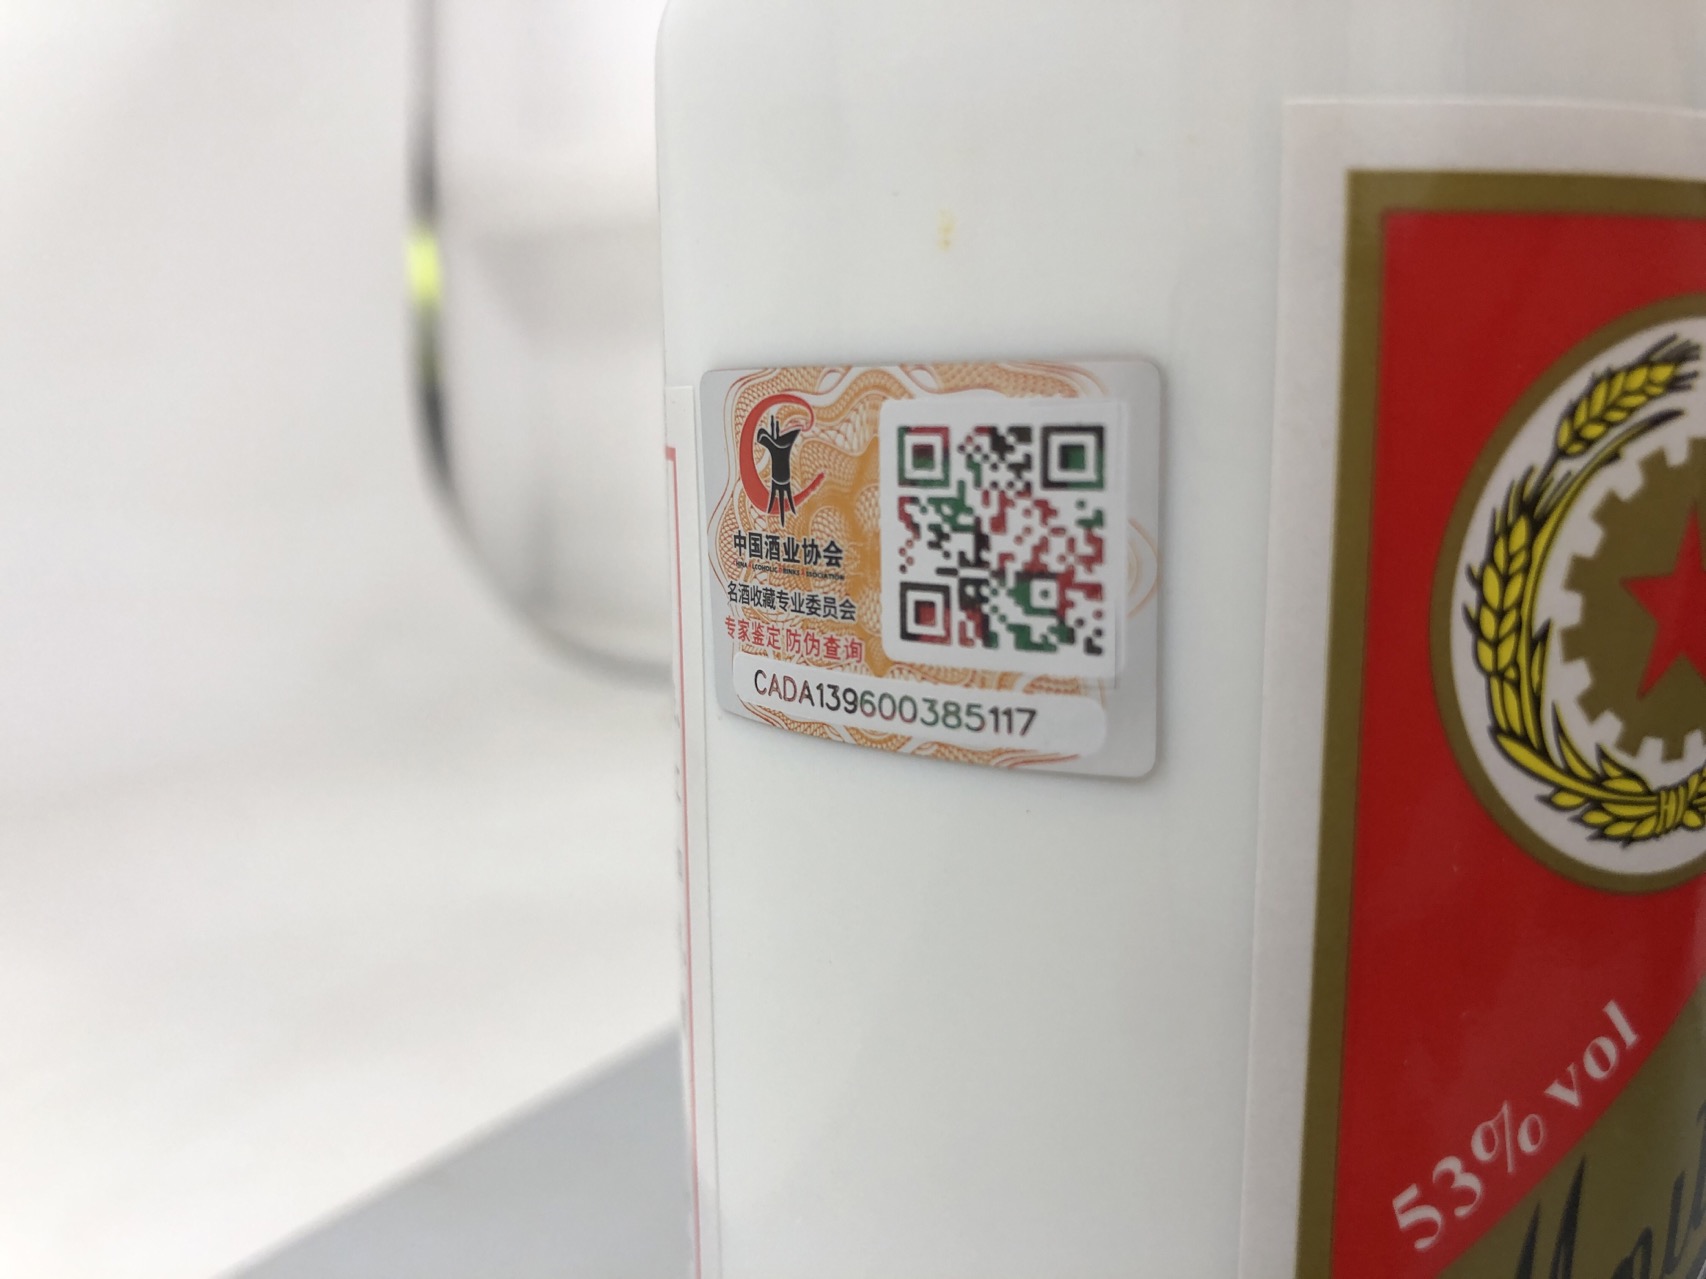 中国酒业协会
名酒收藏专业委员会
专家鉴定 防伪查询
CADA139600385117
53% vol